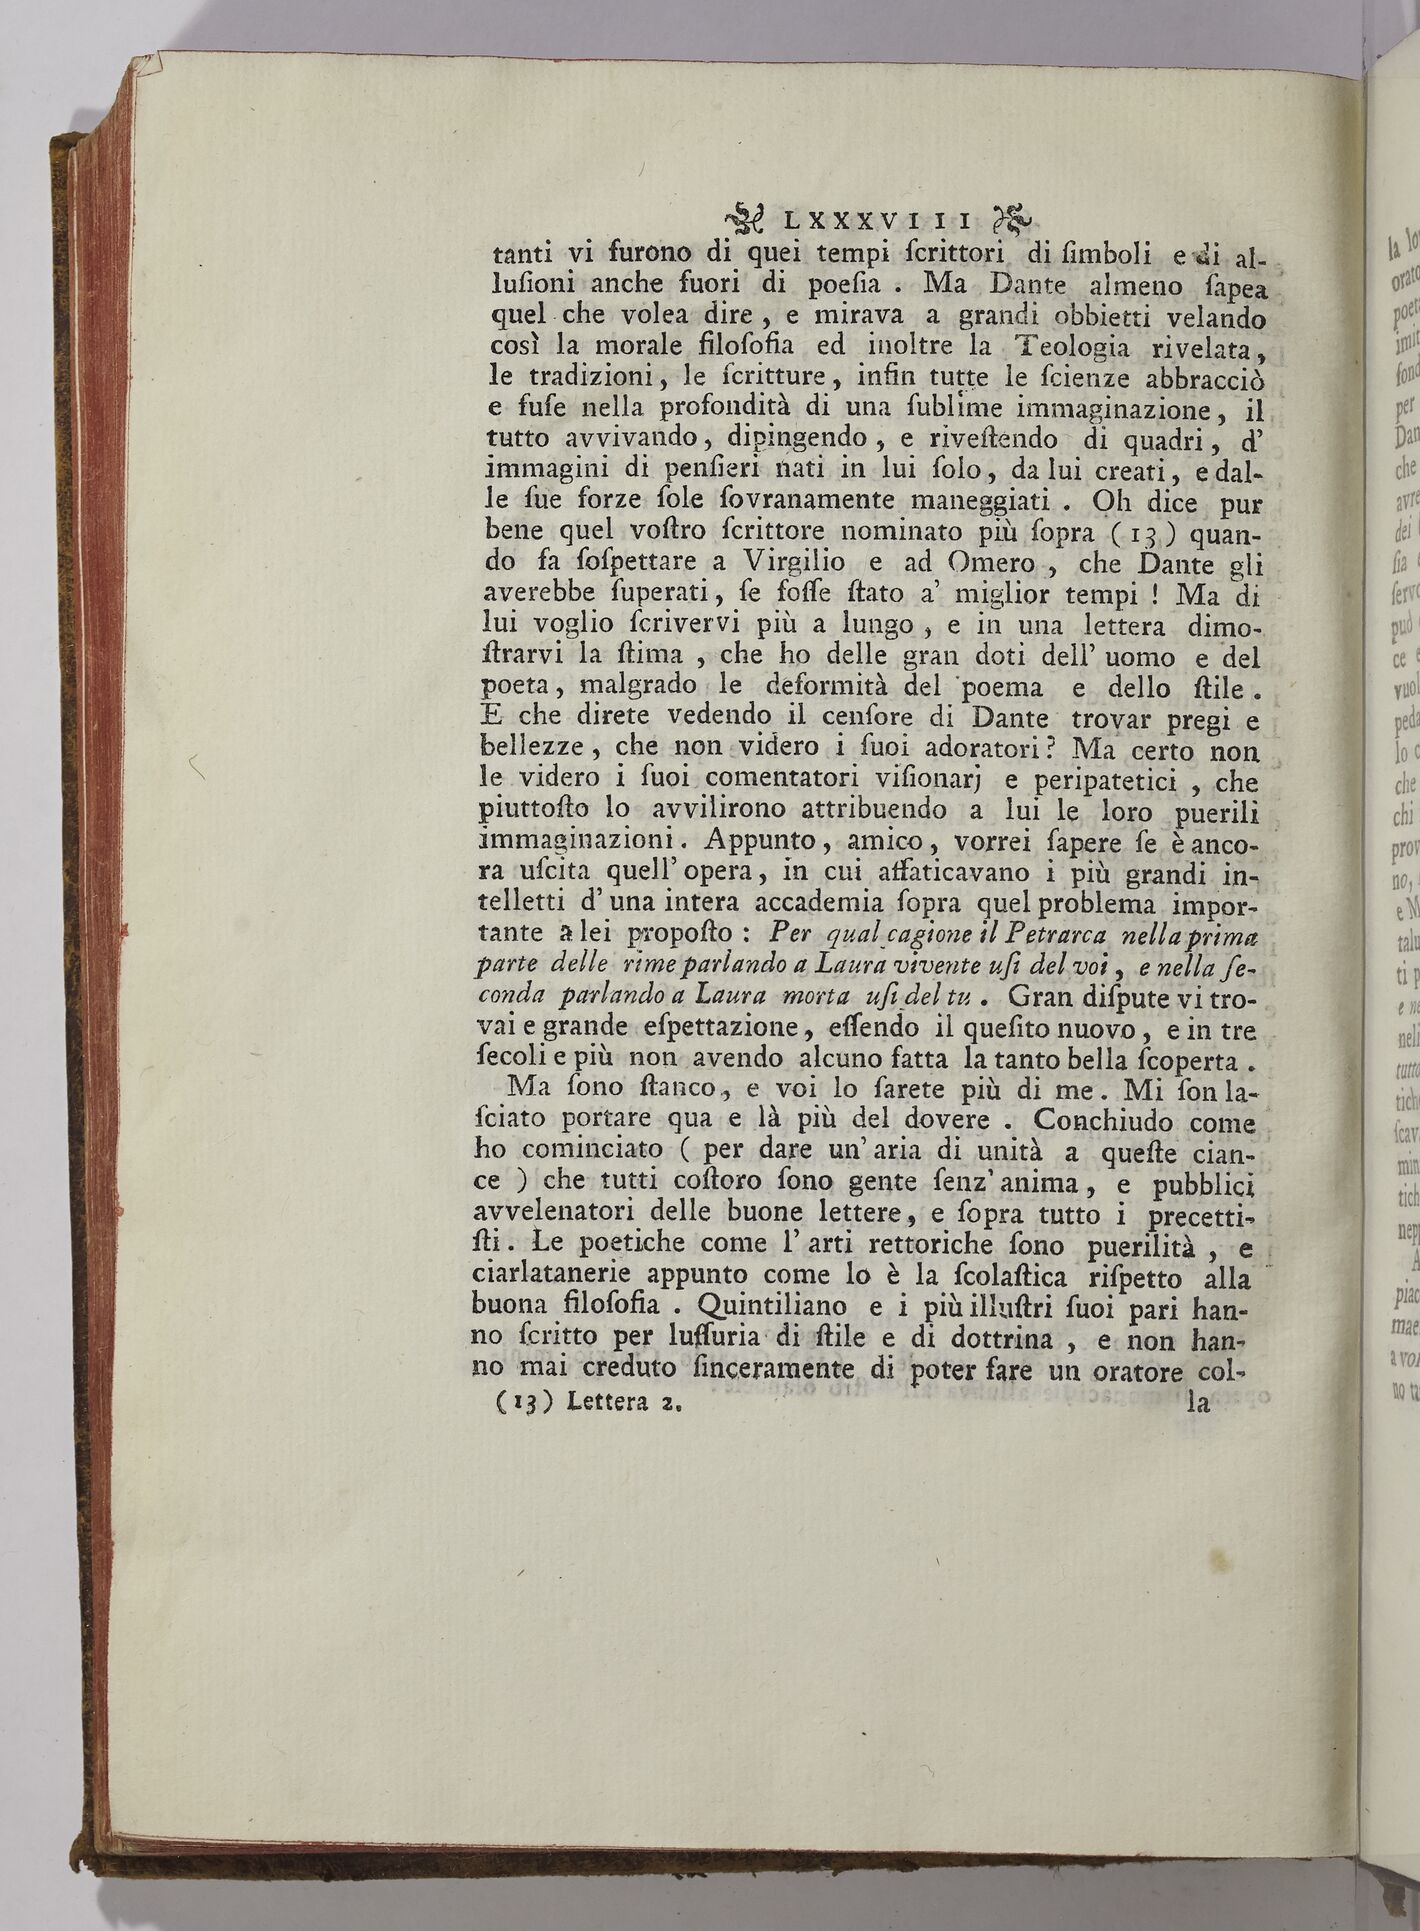 LXXXVIII
tanti vi furono di quei tempi ſcrittori di ſimboli e di al-
luſioni anche fuori di poeſia . Ma Dante almeno ſapea
quel che volea dire , e mirava a grandi obbietti velando
così la morale filoſofia ed inoltre la Teologia rivelata,
le tradizioni, le ſcritture, infin tutte le ſcienze abbracciò
e fuſe nella profondità di una ſublime immaginazione, il
tutto avvivando, dipingendo , e riveſtendo di quadri, d'
immagini di penſieri nati in lui ſolo, da lui creati, e dal-
le ſue forze ſole ſovranamente maneggiati . Oh dice pur
bene quel voſtro ſcrittore nominato più ſopra (13) quan-
do fa ſoſpettare a Virgilio e ad Omero , che Dante gli
averebbe ſuperati, ſe foſſe ſtato a' miglior tempi ! Ma di
lui voglio ſcrivervi più a lungo , e in una lettera dimo-
ſtrarvi la ſtima , che ho delle gran doti dell' uomo e del
poeta, malgrado le deformità del poema e dello ſtile.
E che direte vedendo il cenſore di Dante trovar pregi e
bellezze, che non videro i ſuoi adoratori? Ma certo non
le videro i ſuoi comentatori viſionarj e peripatetici , che
piuttoſto lo avvilirono attribuendo a lui le loro puerili
immaginazioni. Appunto, amico, vorrei ſapere ſe è anco-
ra uſcita quell' opera, in cui affaticavano i più grandi in-
telletti d' una intera accademia ſopra quel problema impor-
tante a lei propoſto : Per qual cagione il Petrarca nella prima
parte delle rime parlando a Laura vivente uſi del voi, e nella ſe-
conda parlando a Laura morta uſi del tu . Gran diſpute vi tro-
vai e grande eſpettazione, eſſendo il queſito nuovo, e in tre
ſecoli e più non avendo alcuno fatta la tanto bella ſcoperta .
Ma ſono ſtanco, e voi lo ſarete più di me. Mi ſon la-
ſciato portare qua e là più del dovere . Conchiudo come
ho cominciato ( per dare un' aria di unità a queſte cian-
ce ) che tutti coſtoro ſono gente ſenz' anima, e pubblici
avvelenatori delle buone lettere, e ſopra tutto i precetti-
ſti. Le poetiche come l' arti rettoriche ſono puerilità , e
ciarlatanerie appunto come lo è la ſcolaſtica riſpetto alla
buona filoſofia . Quintiliano e i più illuſtri ſuoi pari han-
no ſcritto per luſſuria di ſtile e di dottrina , e non han-
no mai creduto ſinceramente di poter fare un oratore col-
(13) Lettera 2. la